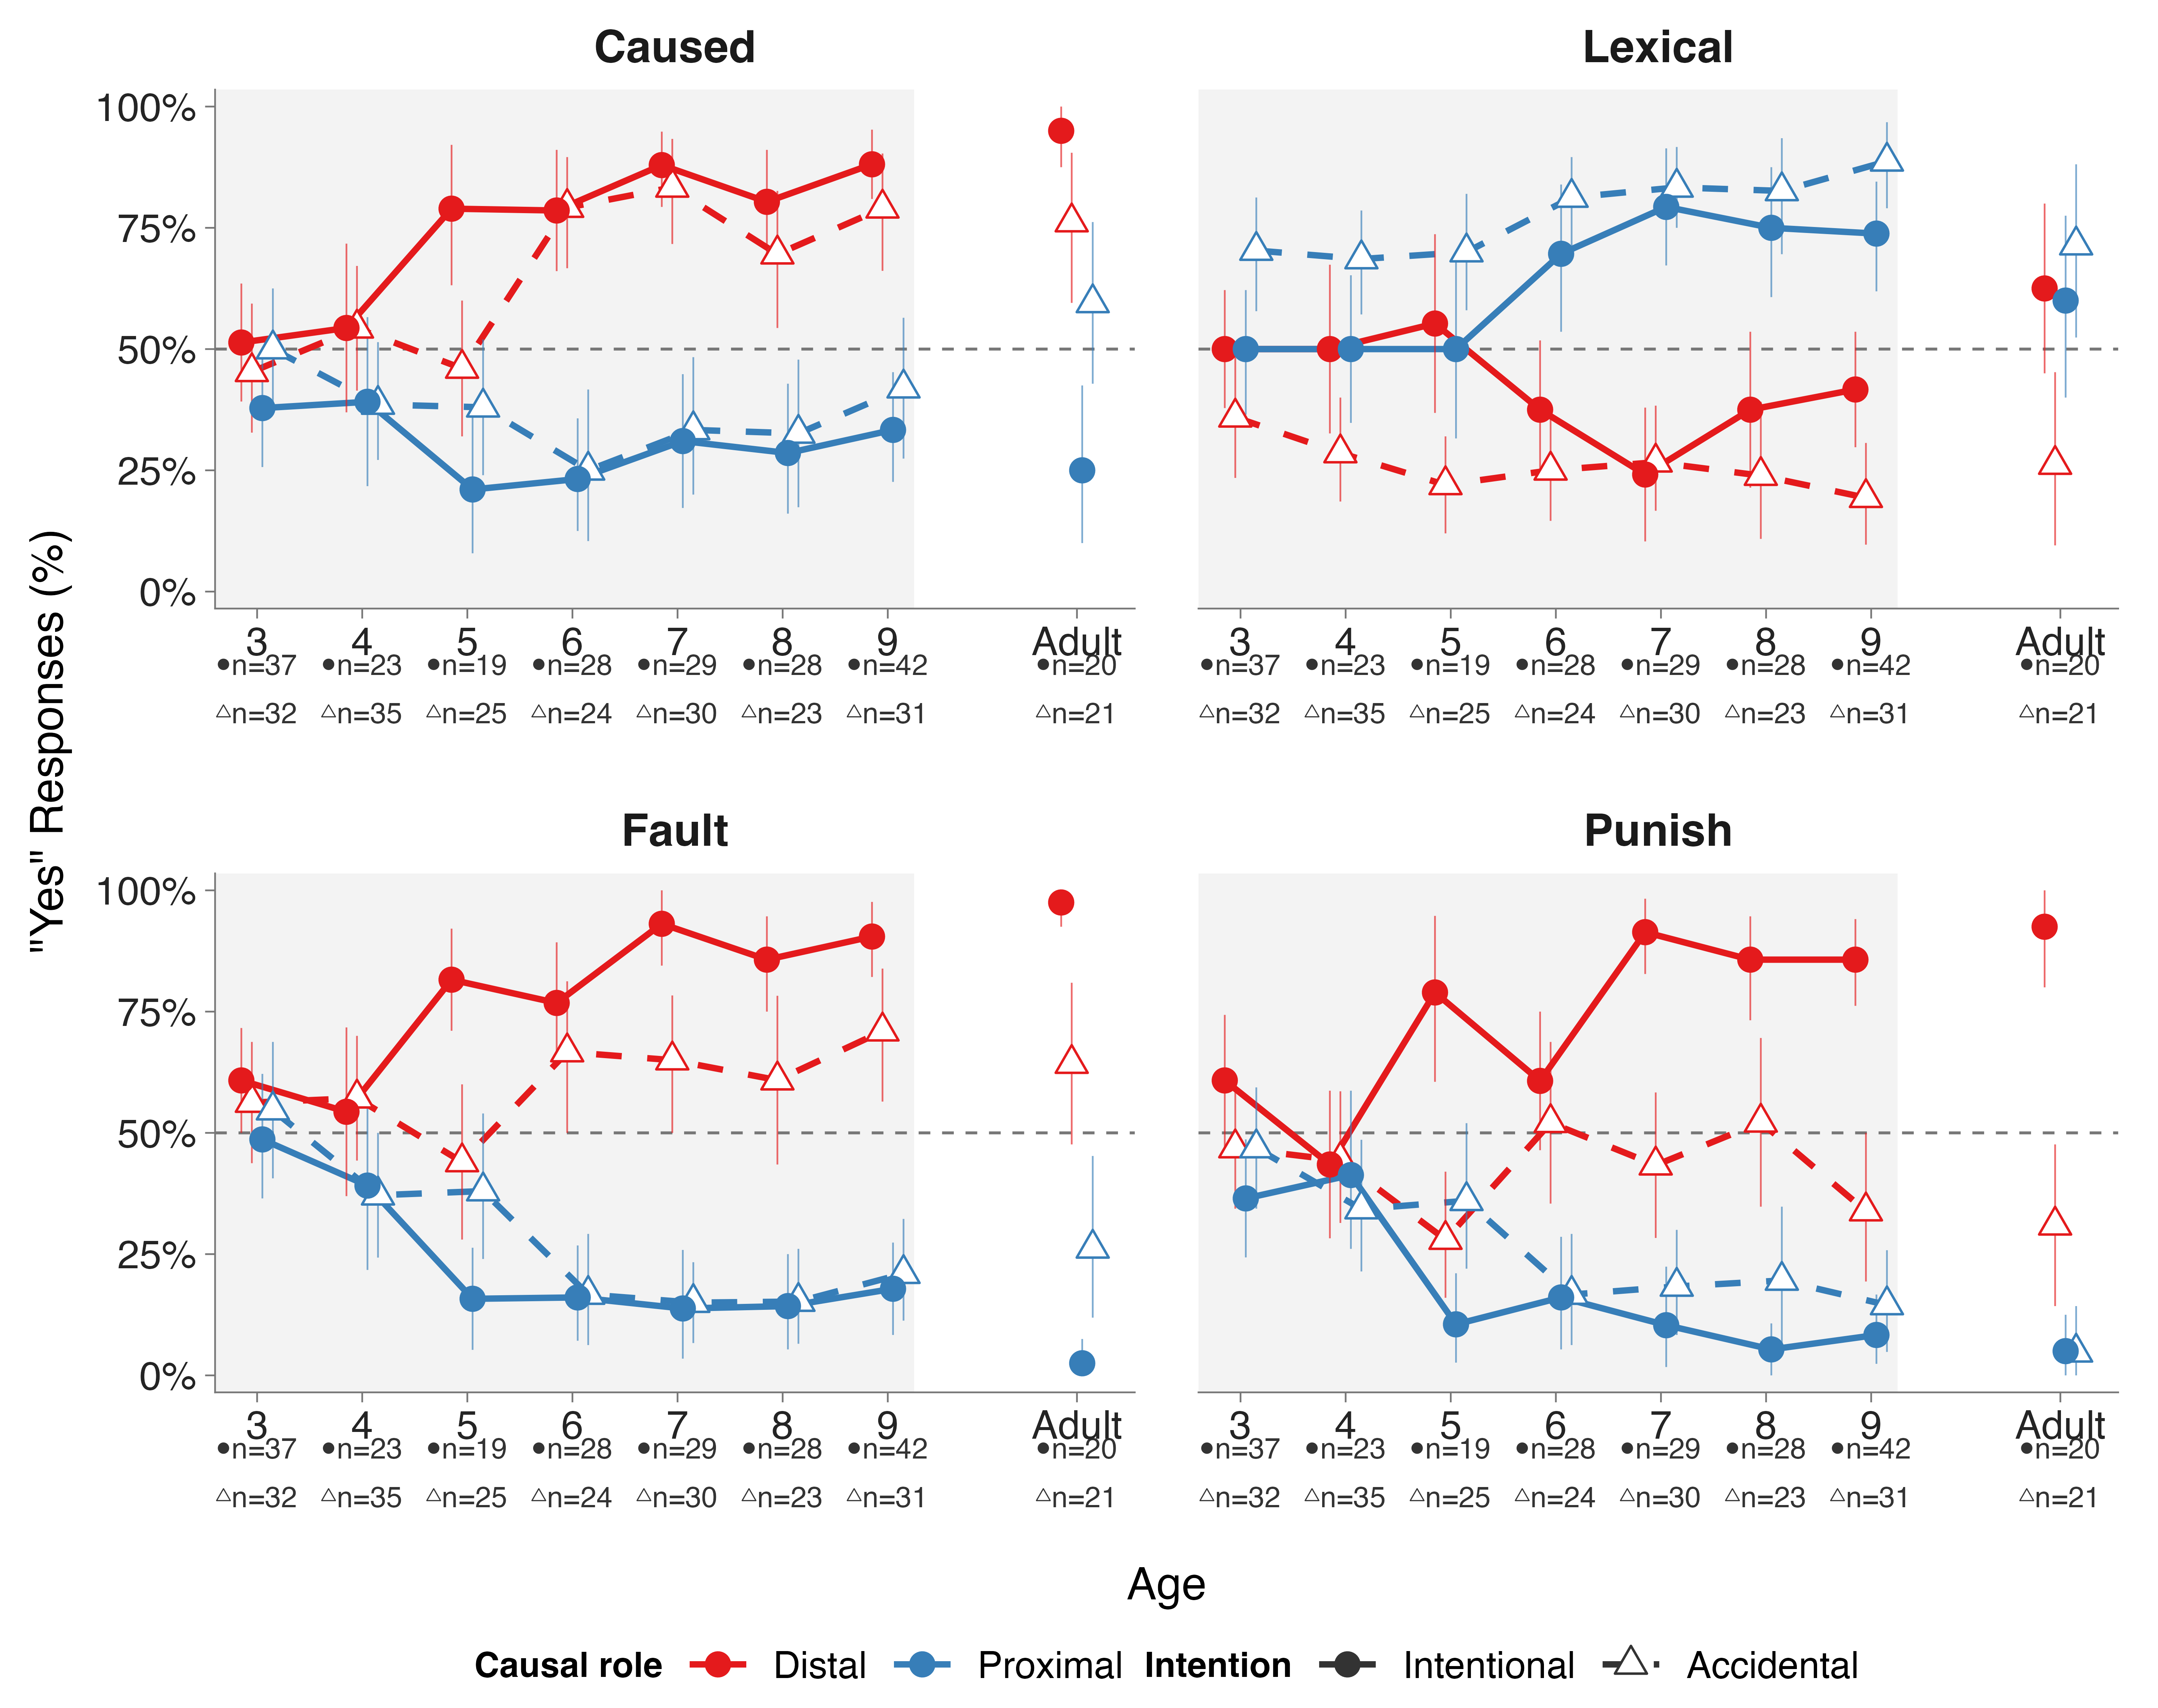 Caused
Lexical
"Yes" Responses (%)
100%
75%
50%
25%
0%
3 4 5 6 7 8 9 Adult
n=37 n=23 n=19 n=28 n=29 n=28 n=42 n=20
n=32 n=35 n=25 n=24 n=30 n=23 n=31 n=21
3 4 5 6 7 8 9 Adult
n=37 n=23 n=19 n=28 n=29 n=28 n=42 n=20
n=32 n=35 n=25 n=24 n=30 n=23 n=31 n=21
Fault
Punish
100%
75%
50%
25%
0%
3 4 5 6 7 8 9 Adult
n=37 n=23 n=19 n=28 n=29 n=28 n=42 n=20
n=32 n=35 n=25 n=24 n=30 n=23 n=31 n=21
3 4 5 6 7 8 9 Adult
n=37 n=23 n=19 n=28 n=29 n=28 n=42 n=20
n=32 n=35 n=25 n=24 n=30 n=23 n=31 n=21
Age
Causal role Distal Proximal Intention Intentional Accidental